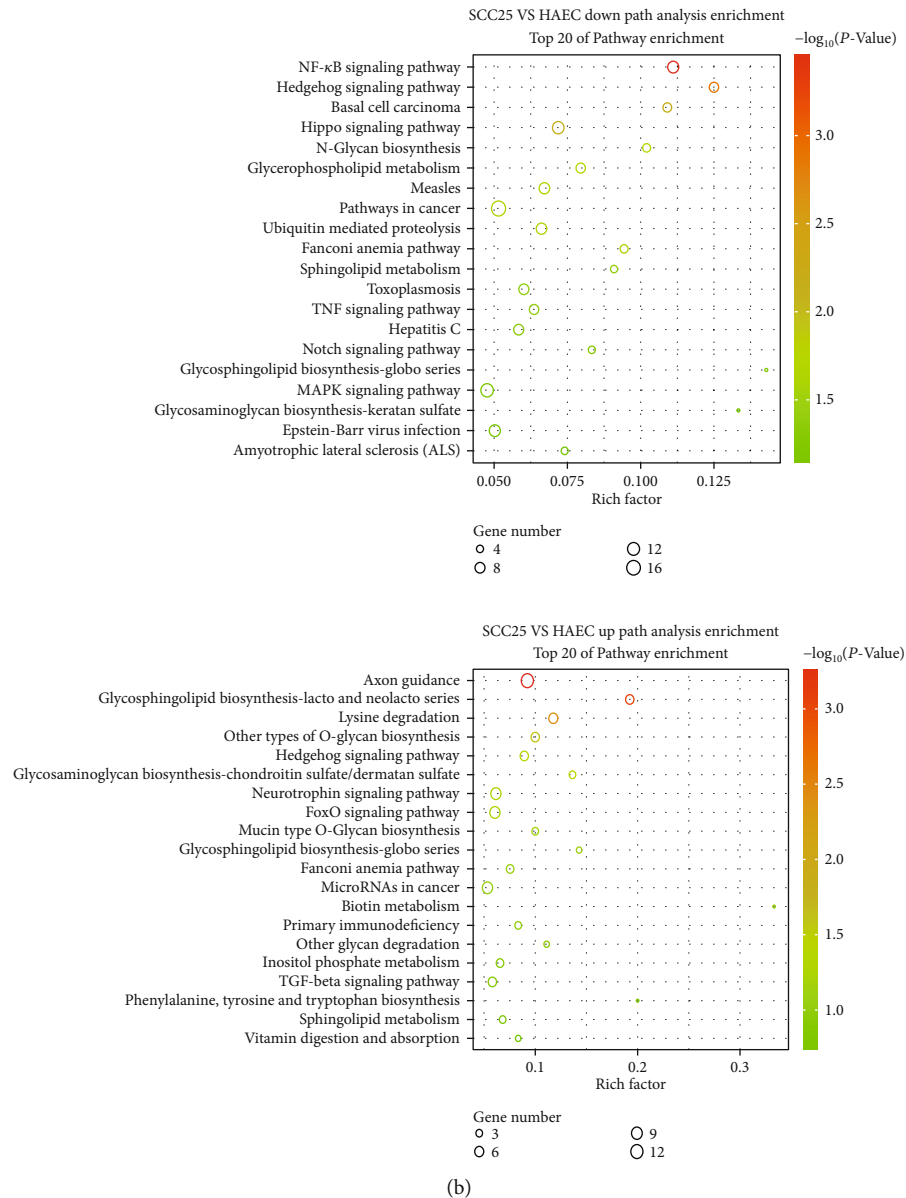 SCC25 VS HAEC down path analysis enrichment
Top 20 of Pathway enrichment
−log10(P-Value)
NF-κB signaling pathway
Hedgehog signaling pathway
Basal cell carcinoma
Hippo signaling pathway
N-Glycan biosynthesis
Glycerophospholipid metabolism
Measles
Pathways in cancer
Ubiquitin mediated proteolysis
Fanconi anemia pathway
Sphingolipid metabolism
Toxoplasmosis
TNF signaling pathway
Hepatitis C
Notch signaling pathway
Glycosphingolipid biosynthesis-globo series
MAPK signaling pathway
Glycosaminoglycan biosynthesis-keratan sulfate
Epstein-Barr virus infection
Amyotrophic lateral sclerosis (ALS)
3.0
2.5
2.0
1.5
0.050 0.075 0.100 0.125
Rich factor
Gene number
4 12
8 16
SCC25 VS HAEC up path analysis enrichment
Top 20 of Pathway enrichment
−log10(P-Value)
Axon guidance
Glycosphingolipid biosynthesis-lacto and neolacto series
Lysine degradation
Other types of O-glycan biosynthesis
Hedgehog signaling pathway
Glycosaminoglycan biosynthesis-chondroitin sulfate/dermatan sulfate
Neurotrophin signaling pathway
FoxO signaling pathway
Mucin type O-Glycan biosynthesis
Glycosphingolipid biosynthesis-globo series
Fanconi anemia pathway
MicroRNAs in cancer
Biotin metabolism
Primary immunodeficiency
Other glycan degradation
Inositol phosphate metabolism
TGF-beta signaling pathway
Phenylalanine, tyrosine and tryptophan biosynthesis
Sphingolipid metabolism
Vitamin digestion and absorption
3.0
2.5
2.0
1.5
1.0
0.1 0.2 0.3
Rich factor
Gene number
3 9
6 12
(b)